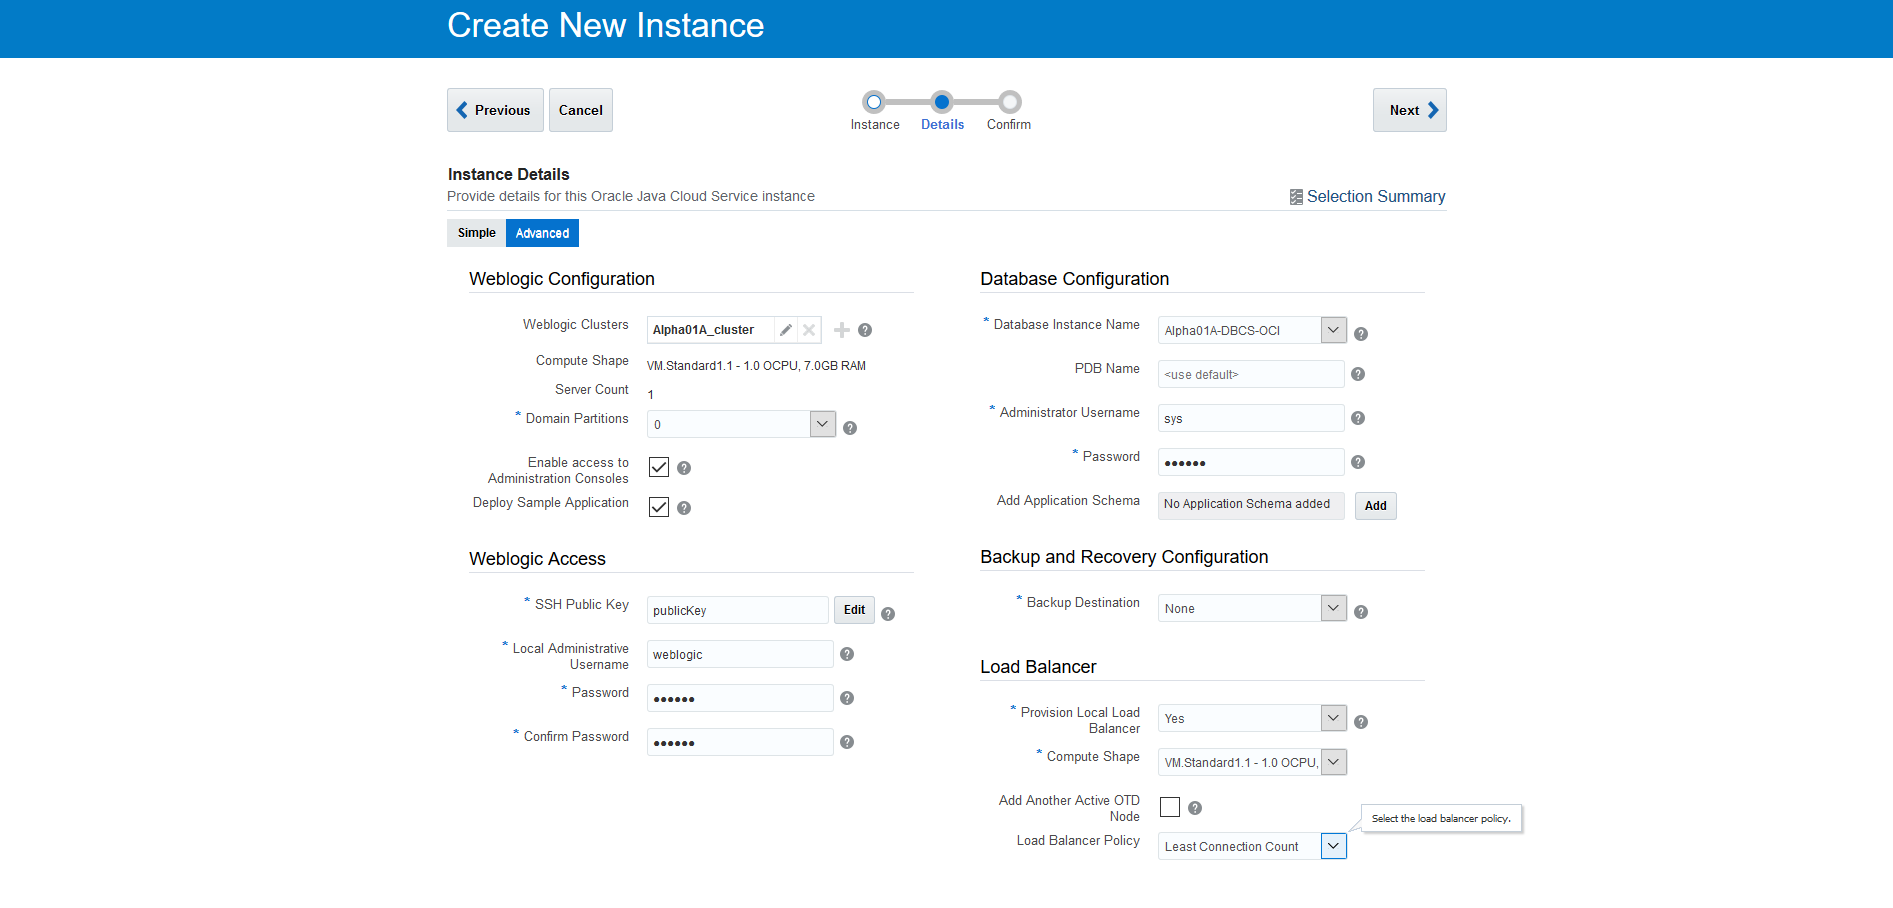 Create New Instance
Previous
Cancel
Instance
Details
Confirm
Next
Instance Details
Provide details for this Oracle Java Cloud Service instance
Selection Summary
Simple
Advanced
Weblogic Configuration
Weblogic Clusters
Alpha01A_cluster
Compute Shape
VM.Standard1.1 - 1.0 OCPU, 7.0GB RAM
Server Count
1
* Domain Partitions
0
Enable access to
Administration Consoles
Deploy Sample Application
Weblogic Access
* SSH Public Key
publicKey
Edit
* Local Administrative
Username
weblogic
* Password
●●●●●●
* Confirm Password
●●●●●●
Database Configuration
* Database Instance Name
Alpha01A-DBCS-OCI
PDB Name
<use default>
* Administrator Username
sys
* Password
●●●●●●
Add Application Schema
No Application Schema added
Add
Backup and Recovery Configuration
* Backup Destination
None
Load Balancer
* Provision Local Load
Balancer
Yes
* Compute Shape
VM.Standard1.1 - 1.0 OCPU,
Add Another Active OTD
Node
Select the load balancer policy.
Load Balancer Policy
Least Connection Count